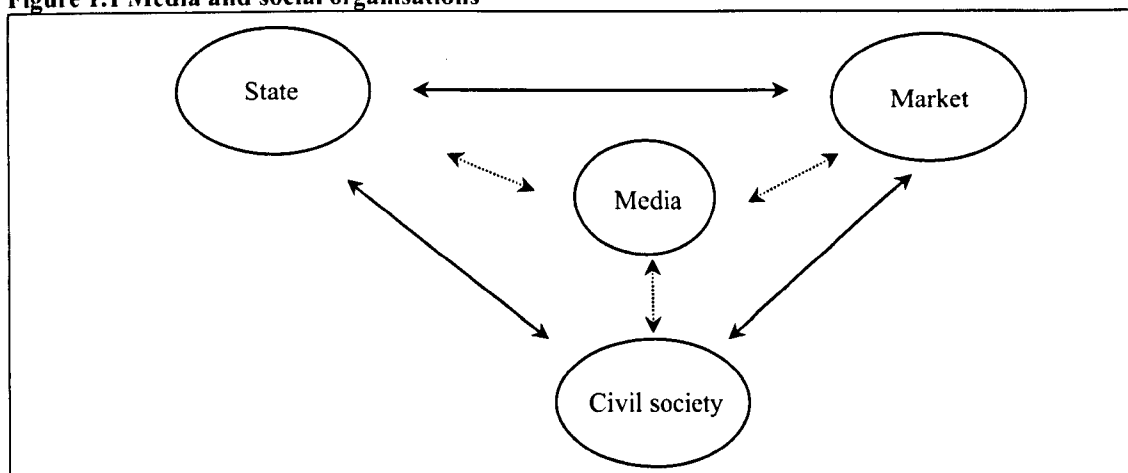 Figure 1.1 Media and social organisations
State
Market
Media
Civil society